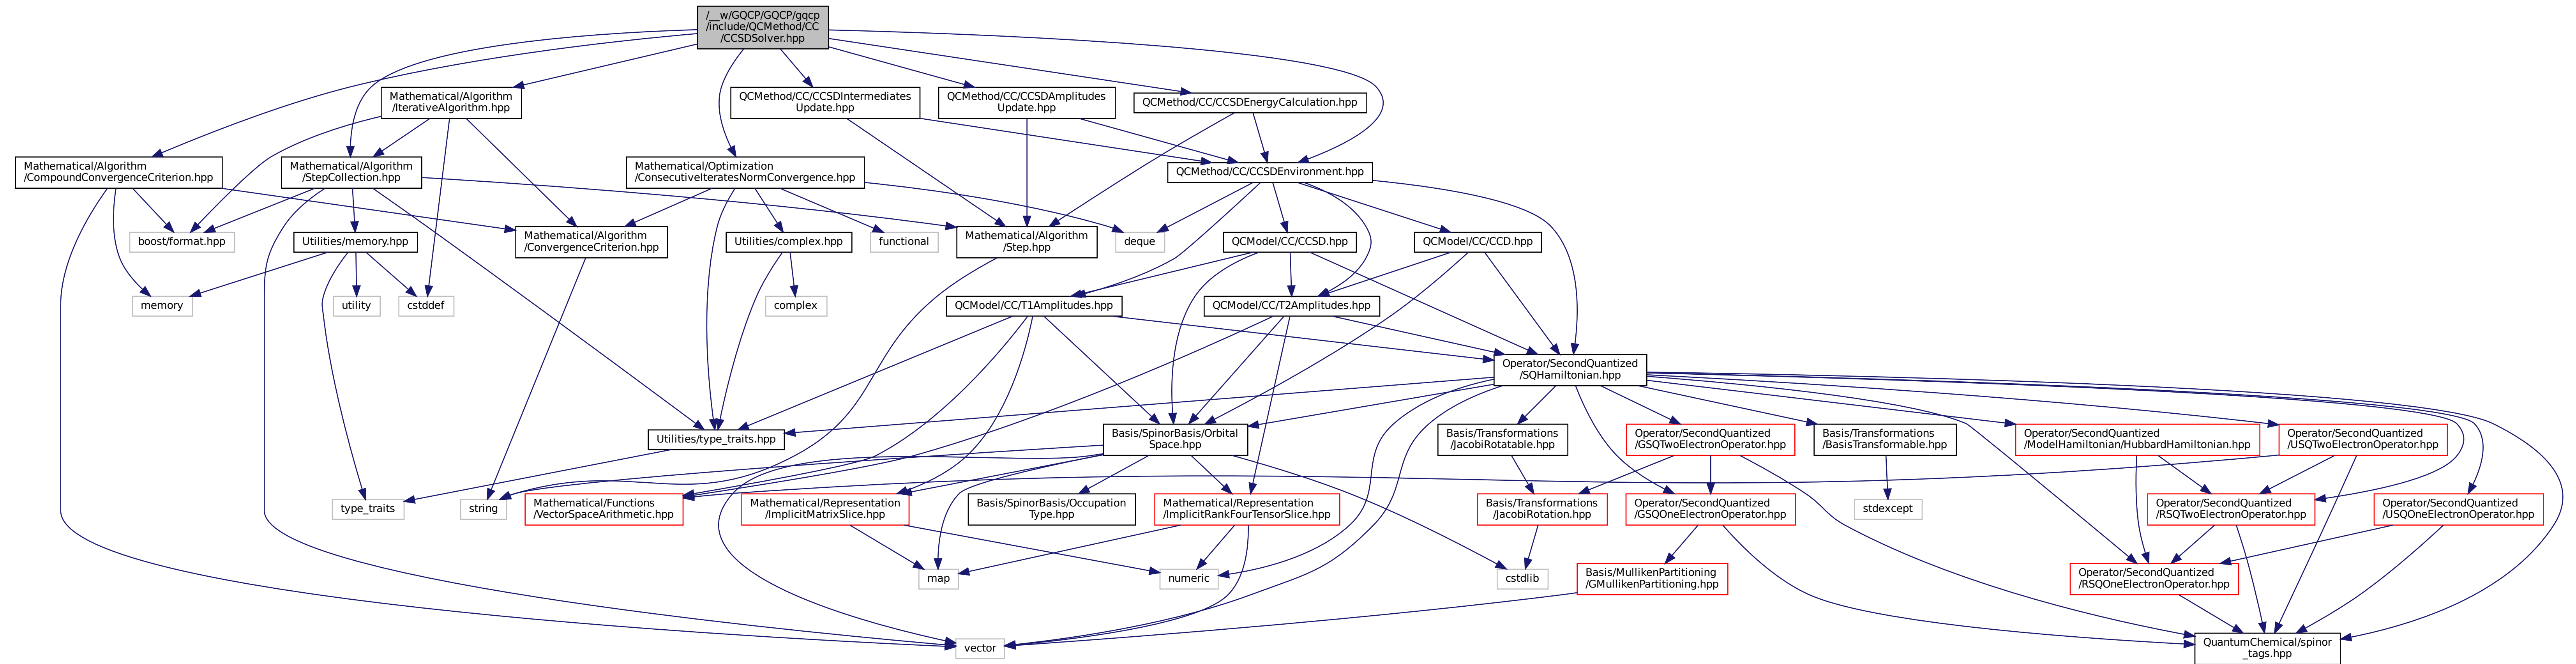 /__w/GQCP/GQCP/gqcp
/include/QCMethod/CC
/CCSDSolver.hpp
Mathematical/Algorithm
/IterativeAlgorithm.hpp
QCMethod/CC/CCSDIntermediates
Update.hpp
QCMethod/CC/CCSDAmplitudes
Update.hpp
QCMethod/CC/CCSDEnergyCalculation.hpp
Mathematical/Algorithm
/CompoundConvergenceCriterion.hpp
Mathematical/Algorithm
/StepCollection.hpp
Mathematical/Optimization
/ConsecutiveIteratesNormConvergence.hpp
QCMethod/CC/CCSDEnvironment.hpp
boost/format.hpp
Utilities/memory.hpp
Mathematical/Algorithm
/ConvergenceCriterion.hpp
Utilities/complex.hpp
functional
Mathematical/Algorithm
/Step.hpp
deque
QCModel/CC/CCSD.hpp
QCModel/CC/CCD.hpp
memory
utility
cstddef
complex
QCModel/CC/T1Amplitudes.hpp
QCModel/CC/T2Amplitudes.hpp
Operator/SecondQuantized
/SQHamiltonian.hpp
Utilities/type_traits.hpp
Basis/SpinorBasis/Orbital
Space.hpp
Basis/Transformations
/JacobiRotatable.hpp
Operator/SecondQuantized
/GSQTwoElectronOperator.hpp
Basis/Transformations
/BasisTransformable.hpp
Operator/SecondQuantized
/ModelHamiltonian/HubbardHamiltonian.hpp
Operator/SecondQuantized
/USQTwoElectronOperator.hpp
type_traits
string
Mathematical/Functions
/VectorSpaceArithmetic.hpp
Mathematical/Representation
/ImplicitMatrixSlice.hpp
Basis/SpinorBasis/Occupation
Type.hpp
Mathematical/Representation
/ImplicitRankFourTensorSlice.hpp
Basis/Transformations
/JacobiRotation.hpp
Operator/SecondQuantized
/GSQOneElectronOperator.hpp
stdexcept
Operator/SecondQuantized
/RSQTwoElectronOperator.hpp
Operator/SecondQuantized
/USQOneElectronOperator.hpp
map
numeric
cstdlib
Basis/MullikenPartitioning
/GMullikenPartitioning.hpp
Operator/SecondQuantized
/RSQOneElectronOperator.hpp
vector
QuantumChemical/spinor
_tags.hpp